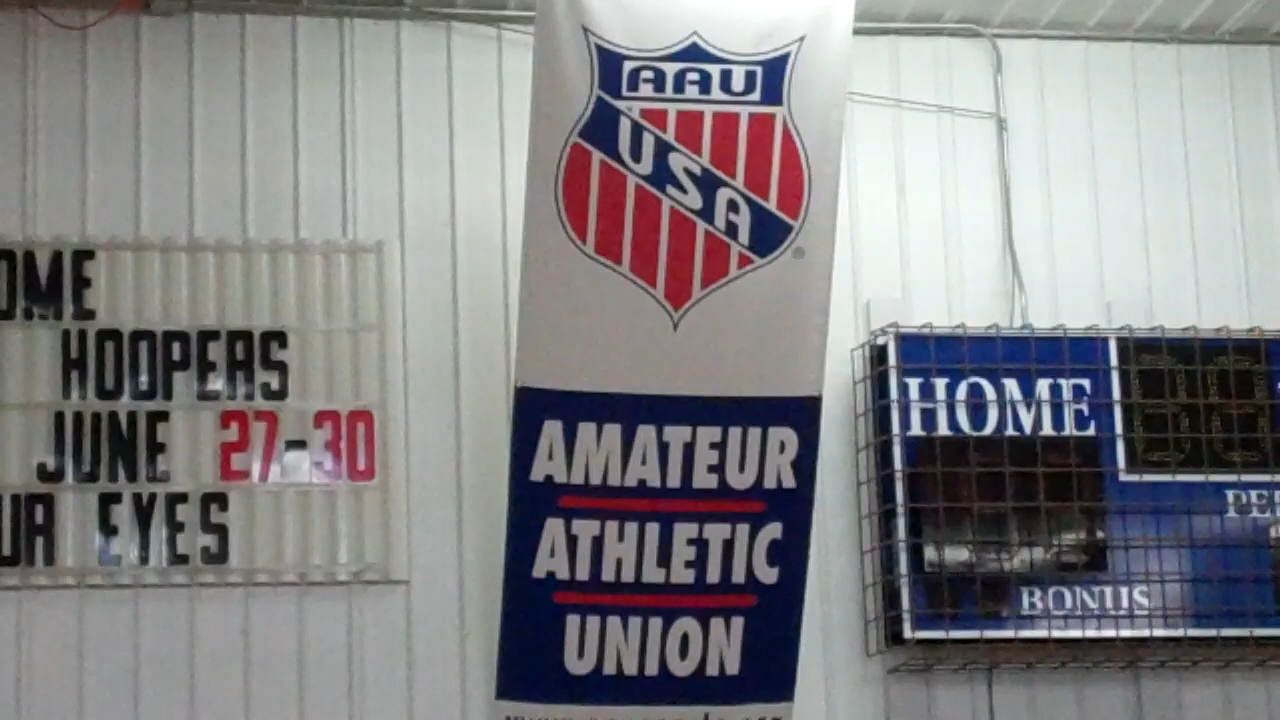 OME
HOOPERS
JUNE 27-30
UR EYES
AAU
USA
®
AMATEUR
ATHLETIC
UNION
HOME
BONUS